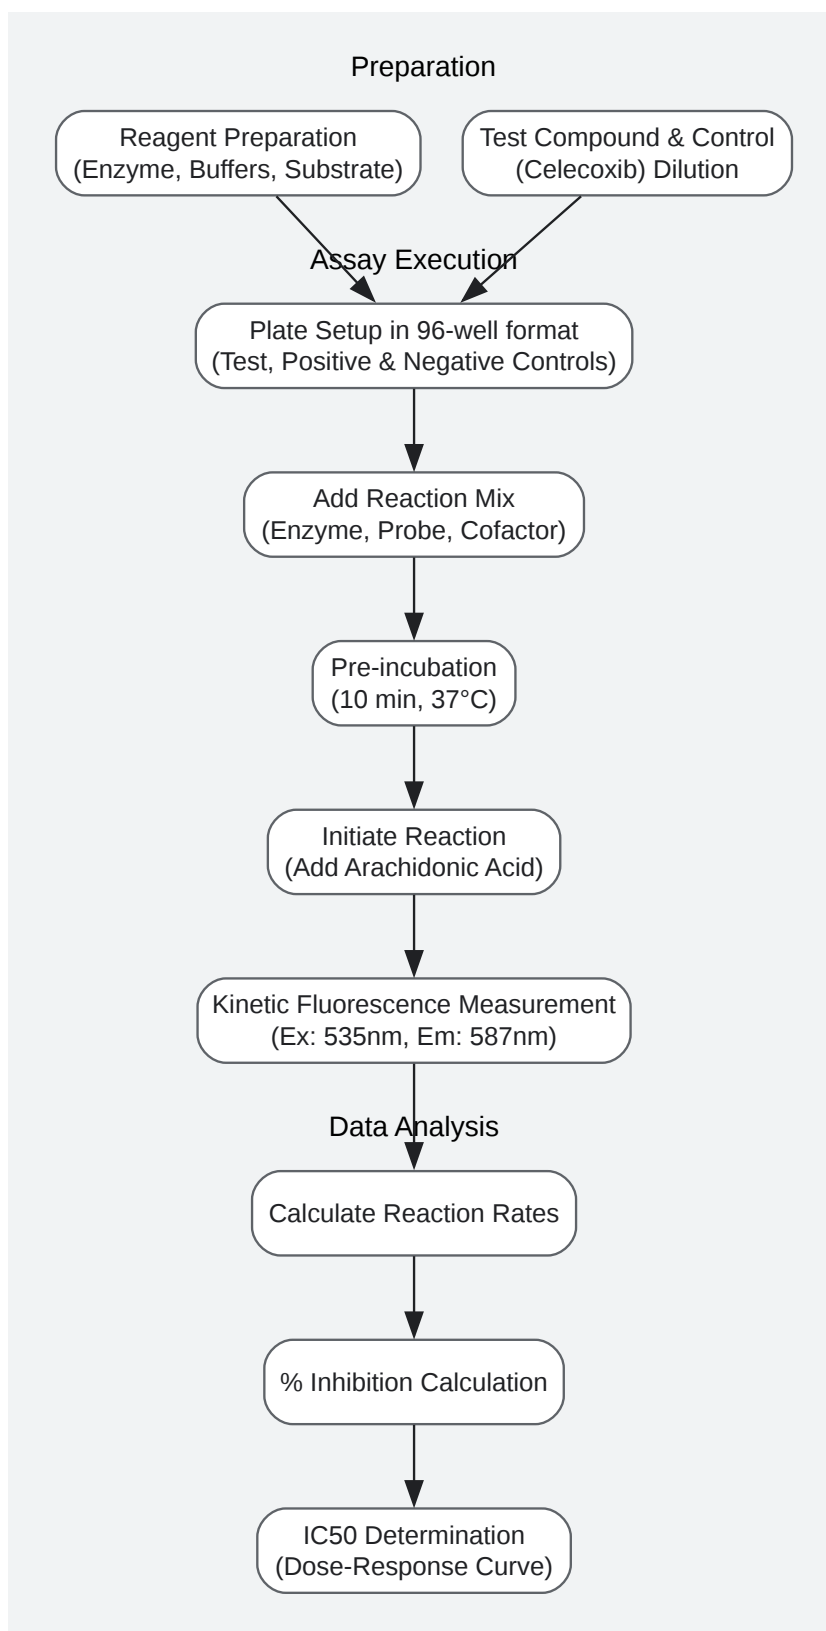 Preparation
Reagent Preparation
(Enzyme, Buffers, Substrate)
Test Compound & Control
(Celecoxib) Dilution
Assay Execution
Plate Setup in 96-well format
(Test, Positive & Negative Controls)
Add Reaction Mix
(Enzyme, Probe, Cofactor)
Pre-incubation
(10 min, 37°C)
Initiate Reaction
(Add Arachidonic Acid)
Kinetic Fluorescence Measurement
(Ex: 535nm, Em: 587nm)
Data Analysis
Calculate Reaction Rates
% Inhibition Calculation
IC50 Determination
(Dose-Response Curve)